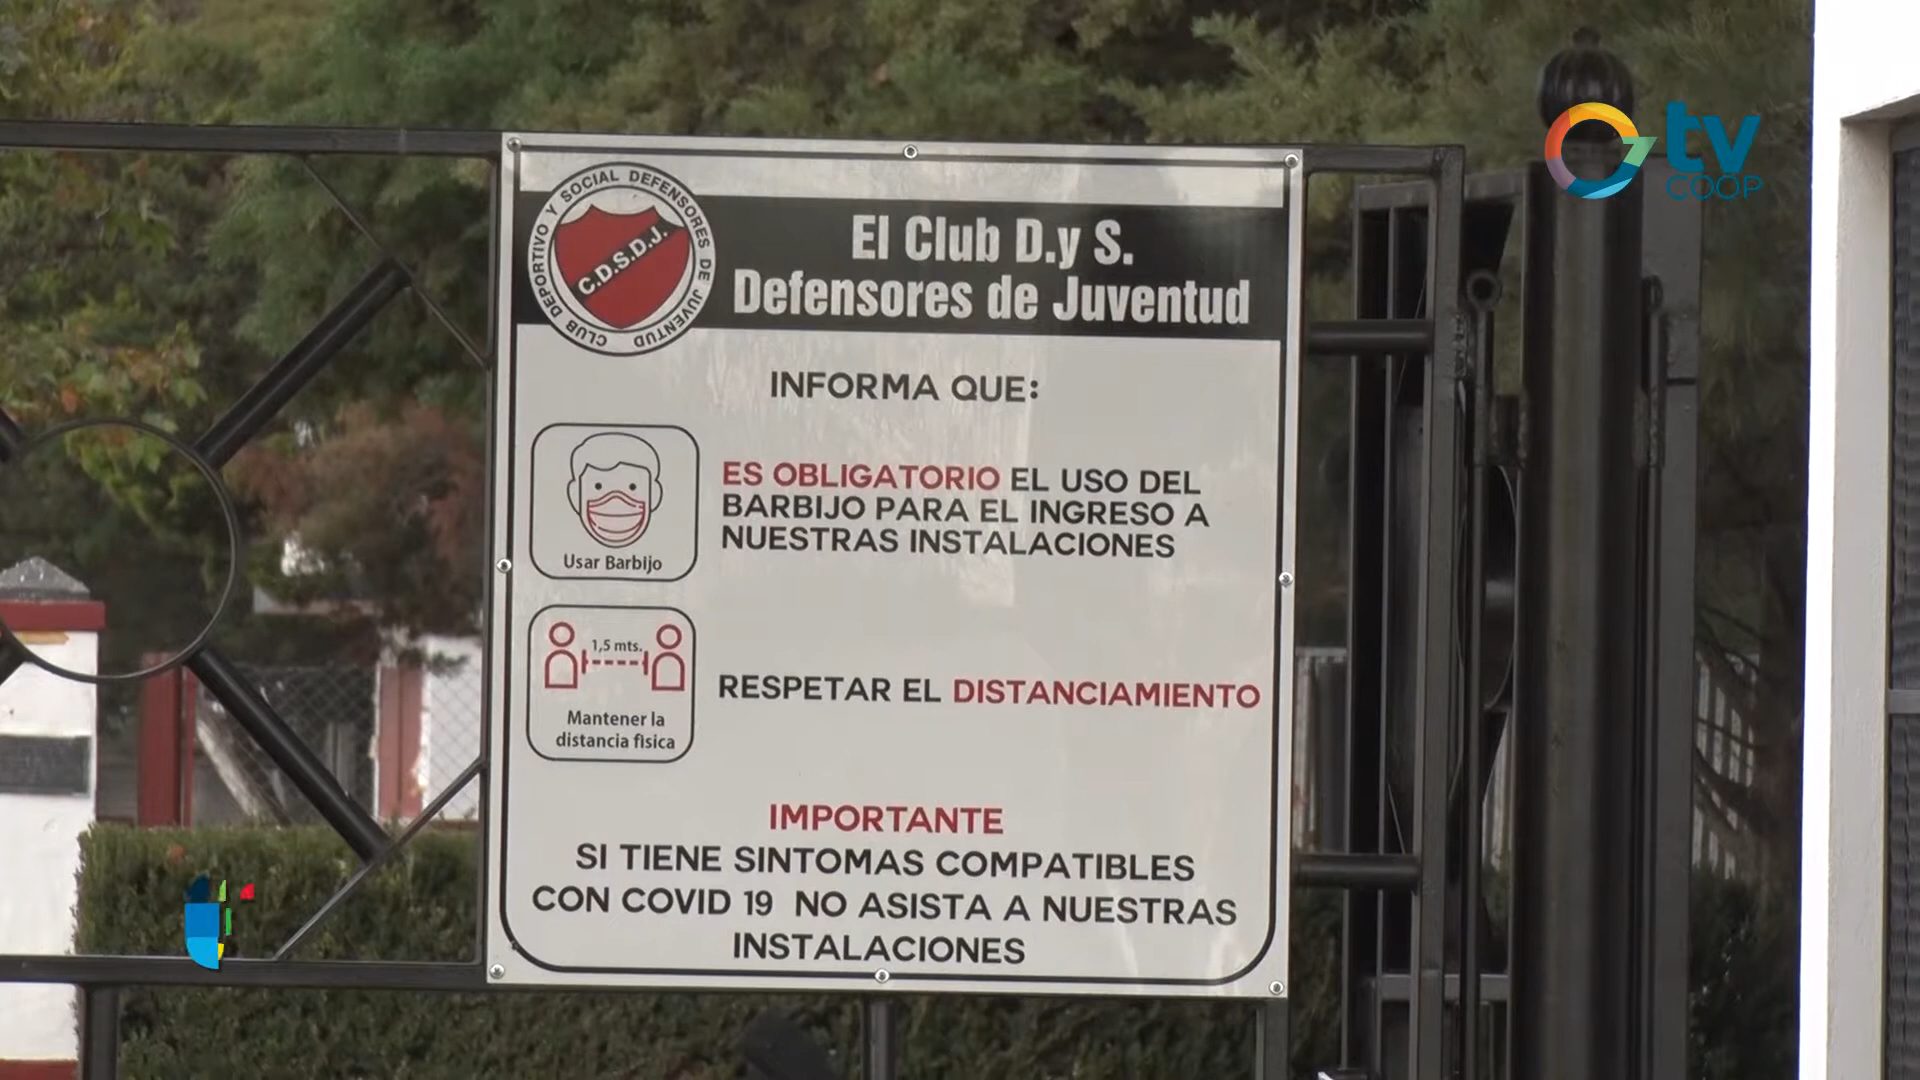 tv
COOP
CLUB DEPORTIVO Y SOCIAL DEFENSORES DE JUVENTUD
C.D.S.D.J.
El Club D.y S.
Defensores de Juventud
INFORMA QUE:
Usar Barbijo
ES OBLIGATORIO EL USO DEL
BARBIJO PARA EL INGRESO A
NUESTRAS INSTALACIONES
1,5 mts.
Mantener la
distancia fisica
RESPETAR EL DISTANCIAMIENTO
IMPORTANTE
SI TIENE SINTOMAS COMPATIBLES
CON COVID 19 NO ASISTA A NUESTRAS
INSTALACIONES